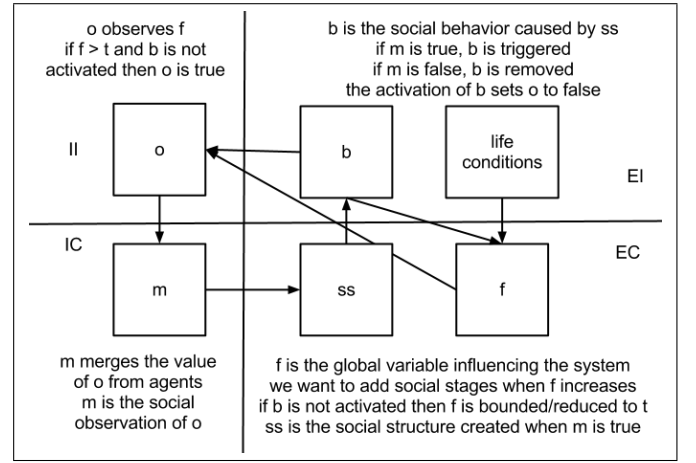 o observes f
if f > t and b is not
activated then o is true
b is the social behavior caused by ss
if m is true, b is triggered
if m is false, b is removed
the activation of b sets o to false
II
o
b
life
conditions
EI
IC
m
ss
f
EC
m merges the value
of o from agents
m is the social
observation of o
f is the global variable influencing the system
we want to add social stages when f increases
if b is not activated then f is bounded/reduced to t
ss is the social structure created when m is true